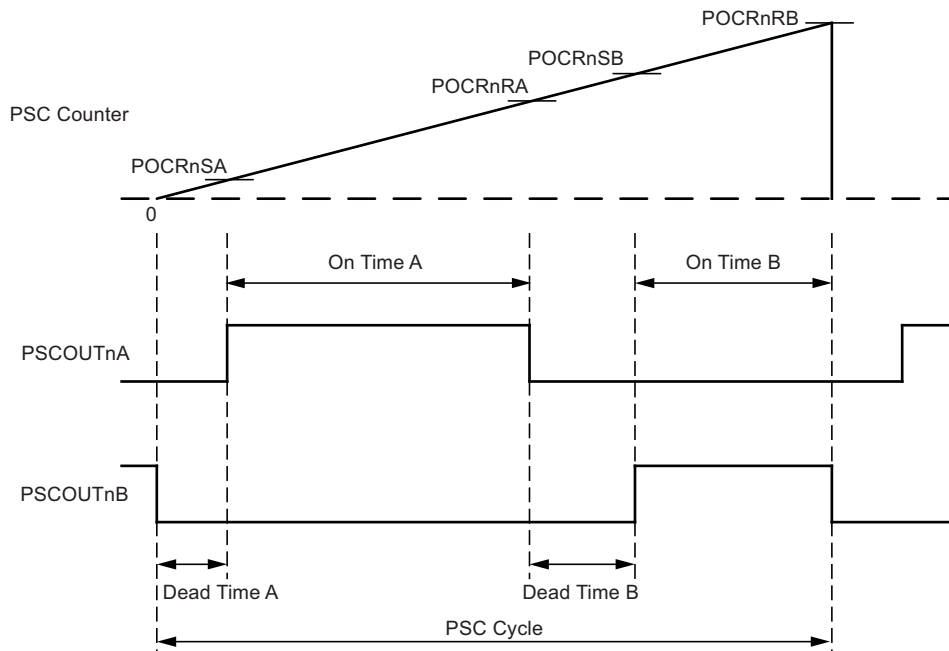 POCRnRB
POCRnSB
POCRnRA
PSC Counter
POCRnSA
0
On Time A
On Time B
PSCOUTnA
PSCOUTnB
Dead Time A
Dead Time B
PSC Cycle